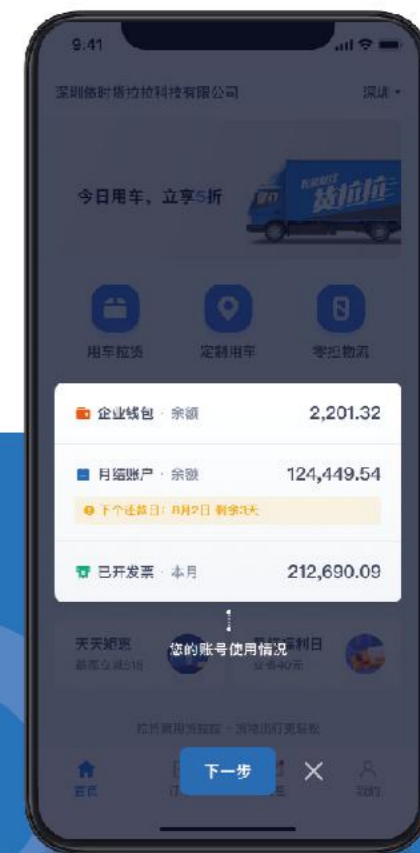 9:41
深圳依时货拉拉科技有限公司
深圳
今日用车，立享5折
货拉拉
用车拉货
定制用车
零担物流
企业钱包 · 余额
2,201.32
月结账户 · 余额
124,449.54
下个还款日：8月2日 剩余3天
已开发票 · 本月
212,690.09
您的账号使用情况
利日
下一步
首页
我的